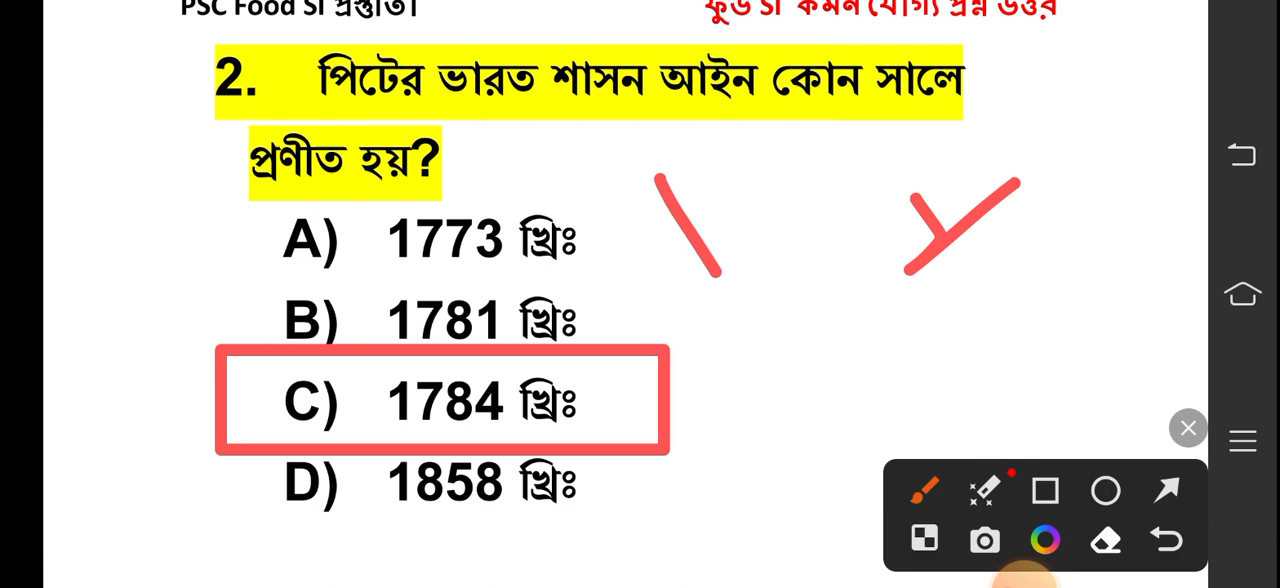 PSC Food SI প্রস্তুতি। ফুড SI কমন যোগ্য প্রশ্ন উত্তর
2. পিটের ভারত শাসন আইন কোন সালে
প্রণীত হয়?
A) 1773 খ্রিঃ
B) 1781 খ্রিঃ
C) 1784 খ্রিঃ
D) 1858 খ্রিঃ